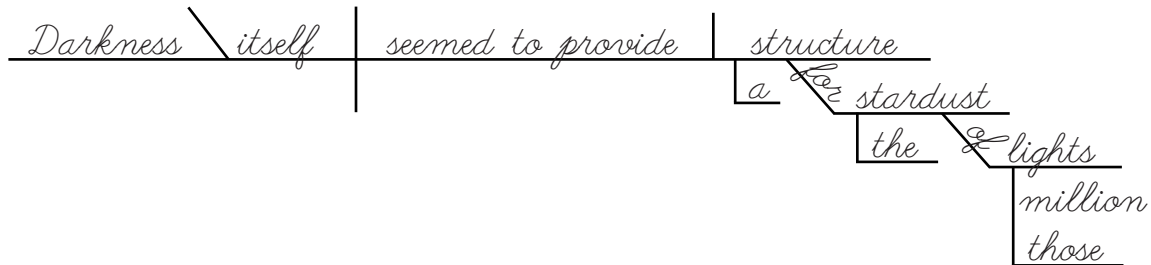 Darkness itself seemed to provide structure
a for stardust
the of lights
million
those